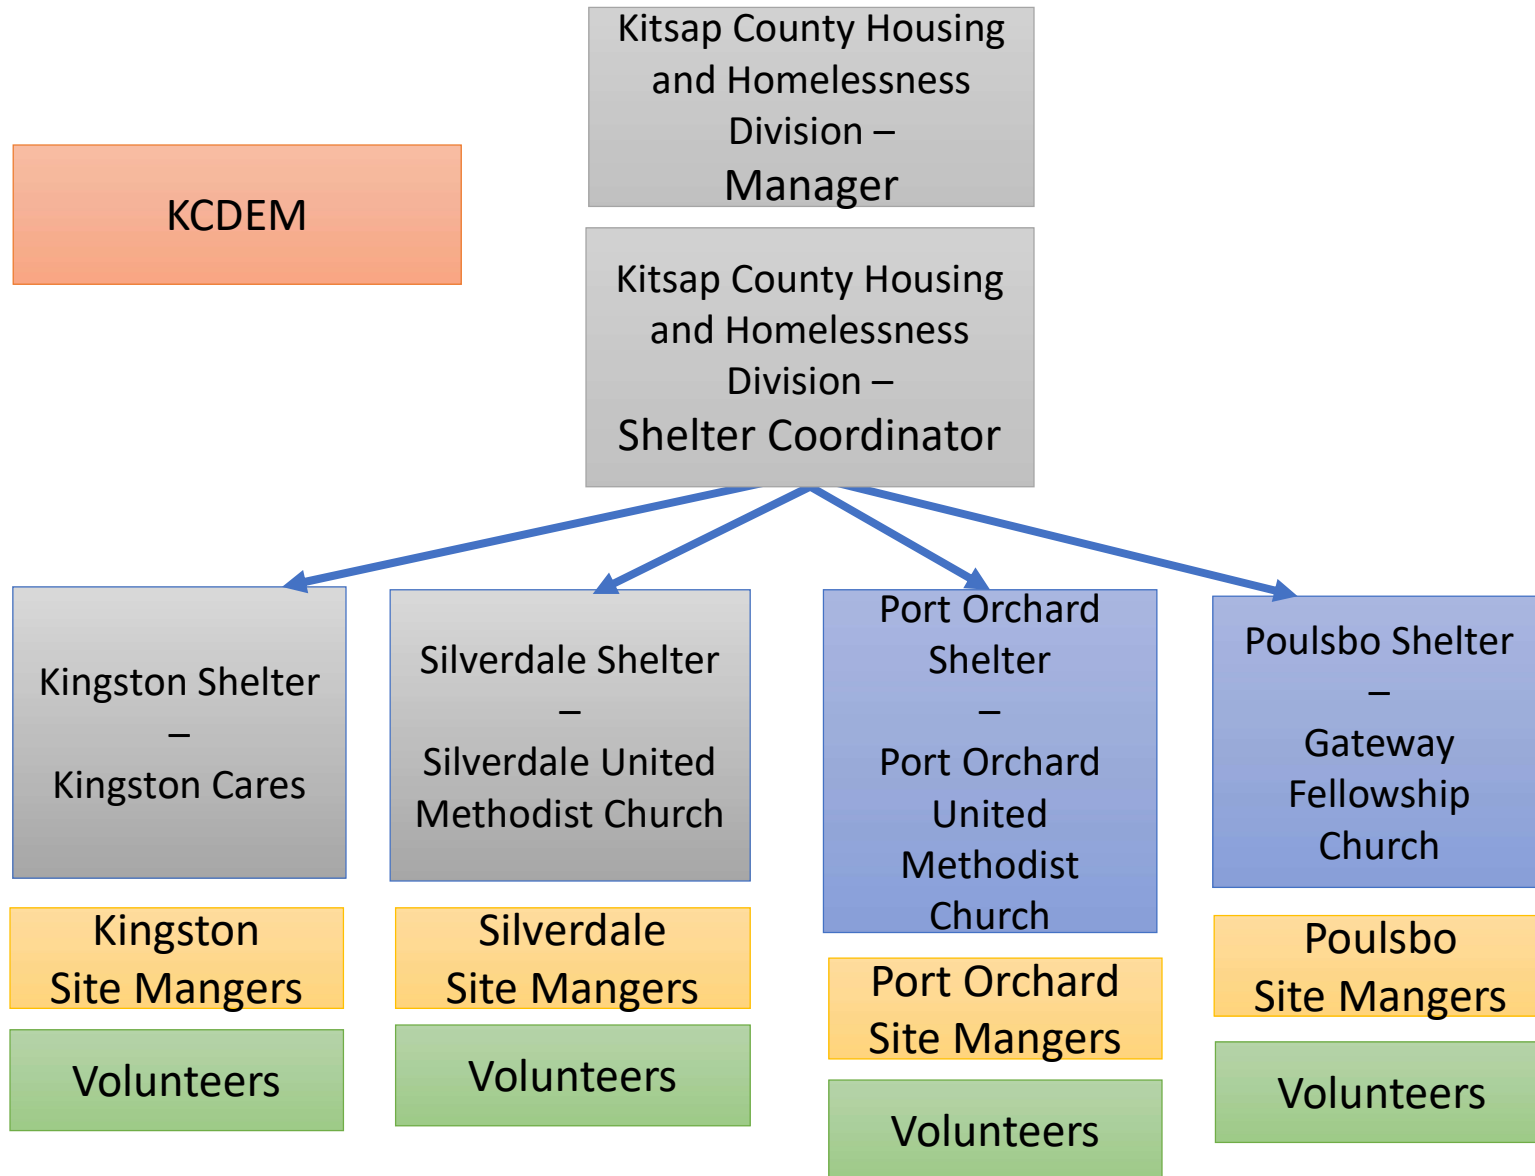 Kitsap County Housing
and Homelessness
Division –
Manager
KCDEM
Kitsap County Housing
and Homelessness
Division –
Shelter Coordinator
Kingston Shelter
–
Kingston Cares
Silverdale Shelter
–
Silverdale United
Methodist Church
Port Orchard
Shelter
–
Port Orchard
United
Methodist
Church
Poulsbo Shelter
–
Gateway
Fellowship
Church
Kingston
Site Mangers
Silverdale
Site Mangers
Port Orchard
Site Mangers
Poulsbo
Site Mangers
Volunteers
Volunteers
Volunteers
Volunteers